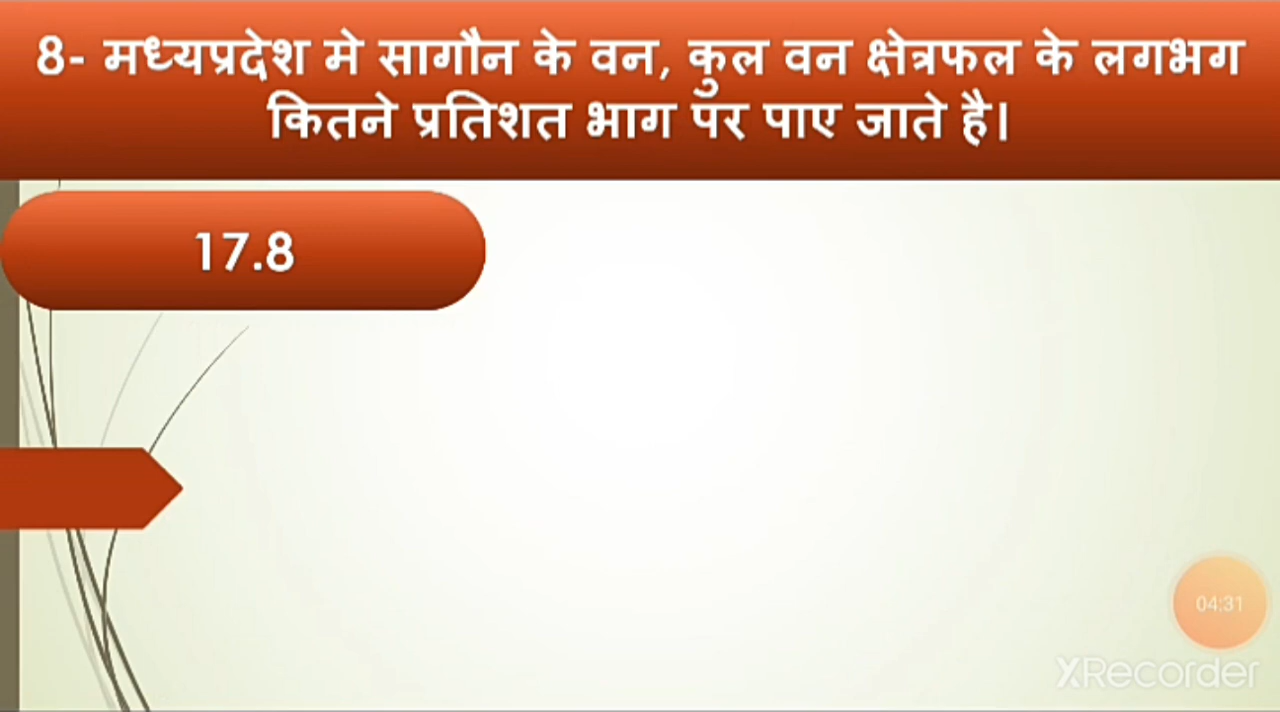 8- मध्यप्रदेश मे सागौन के वन, कुल वन क्षेत्रफल के लगभग
कितने प्रतिशत भाग पर पाए जाते है।
17.8
04:31
XRecorder